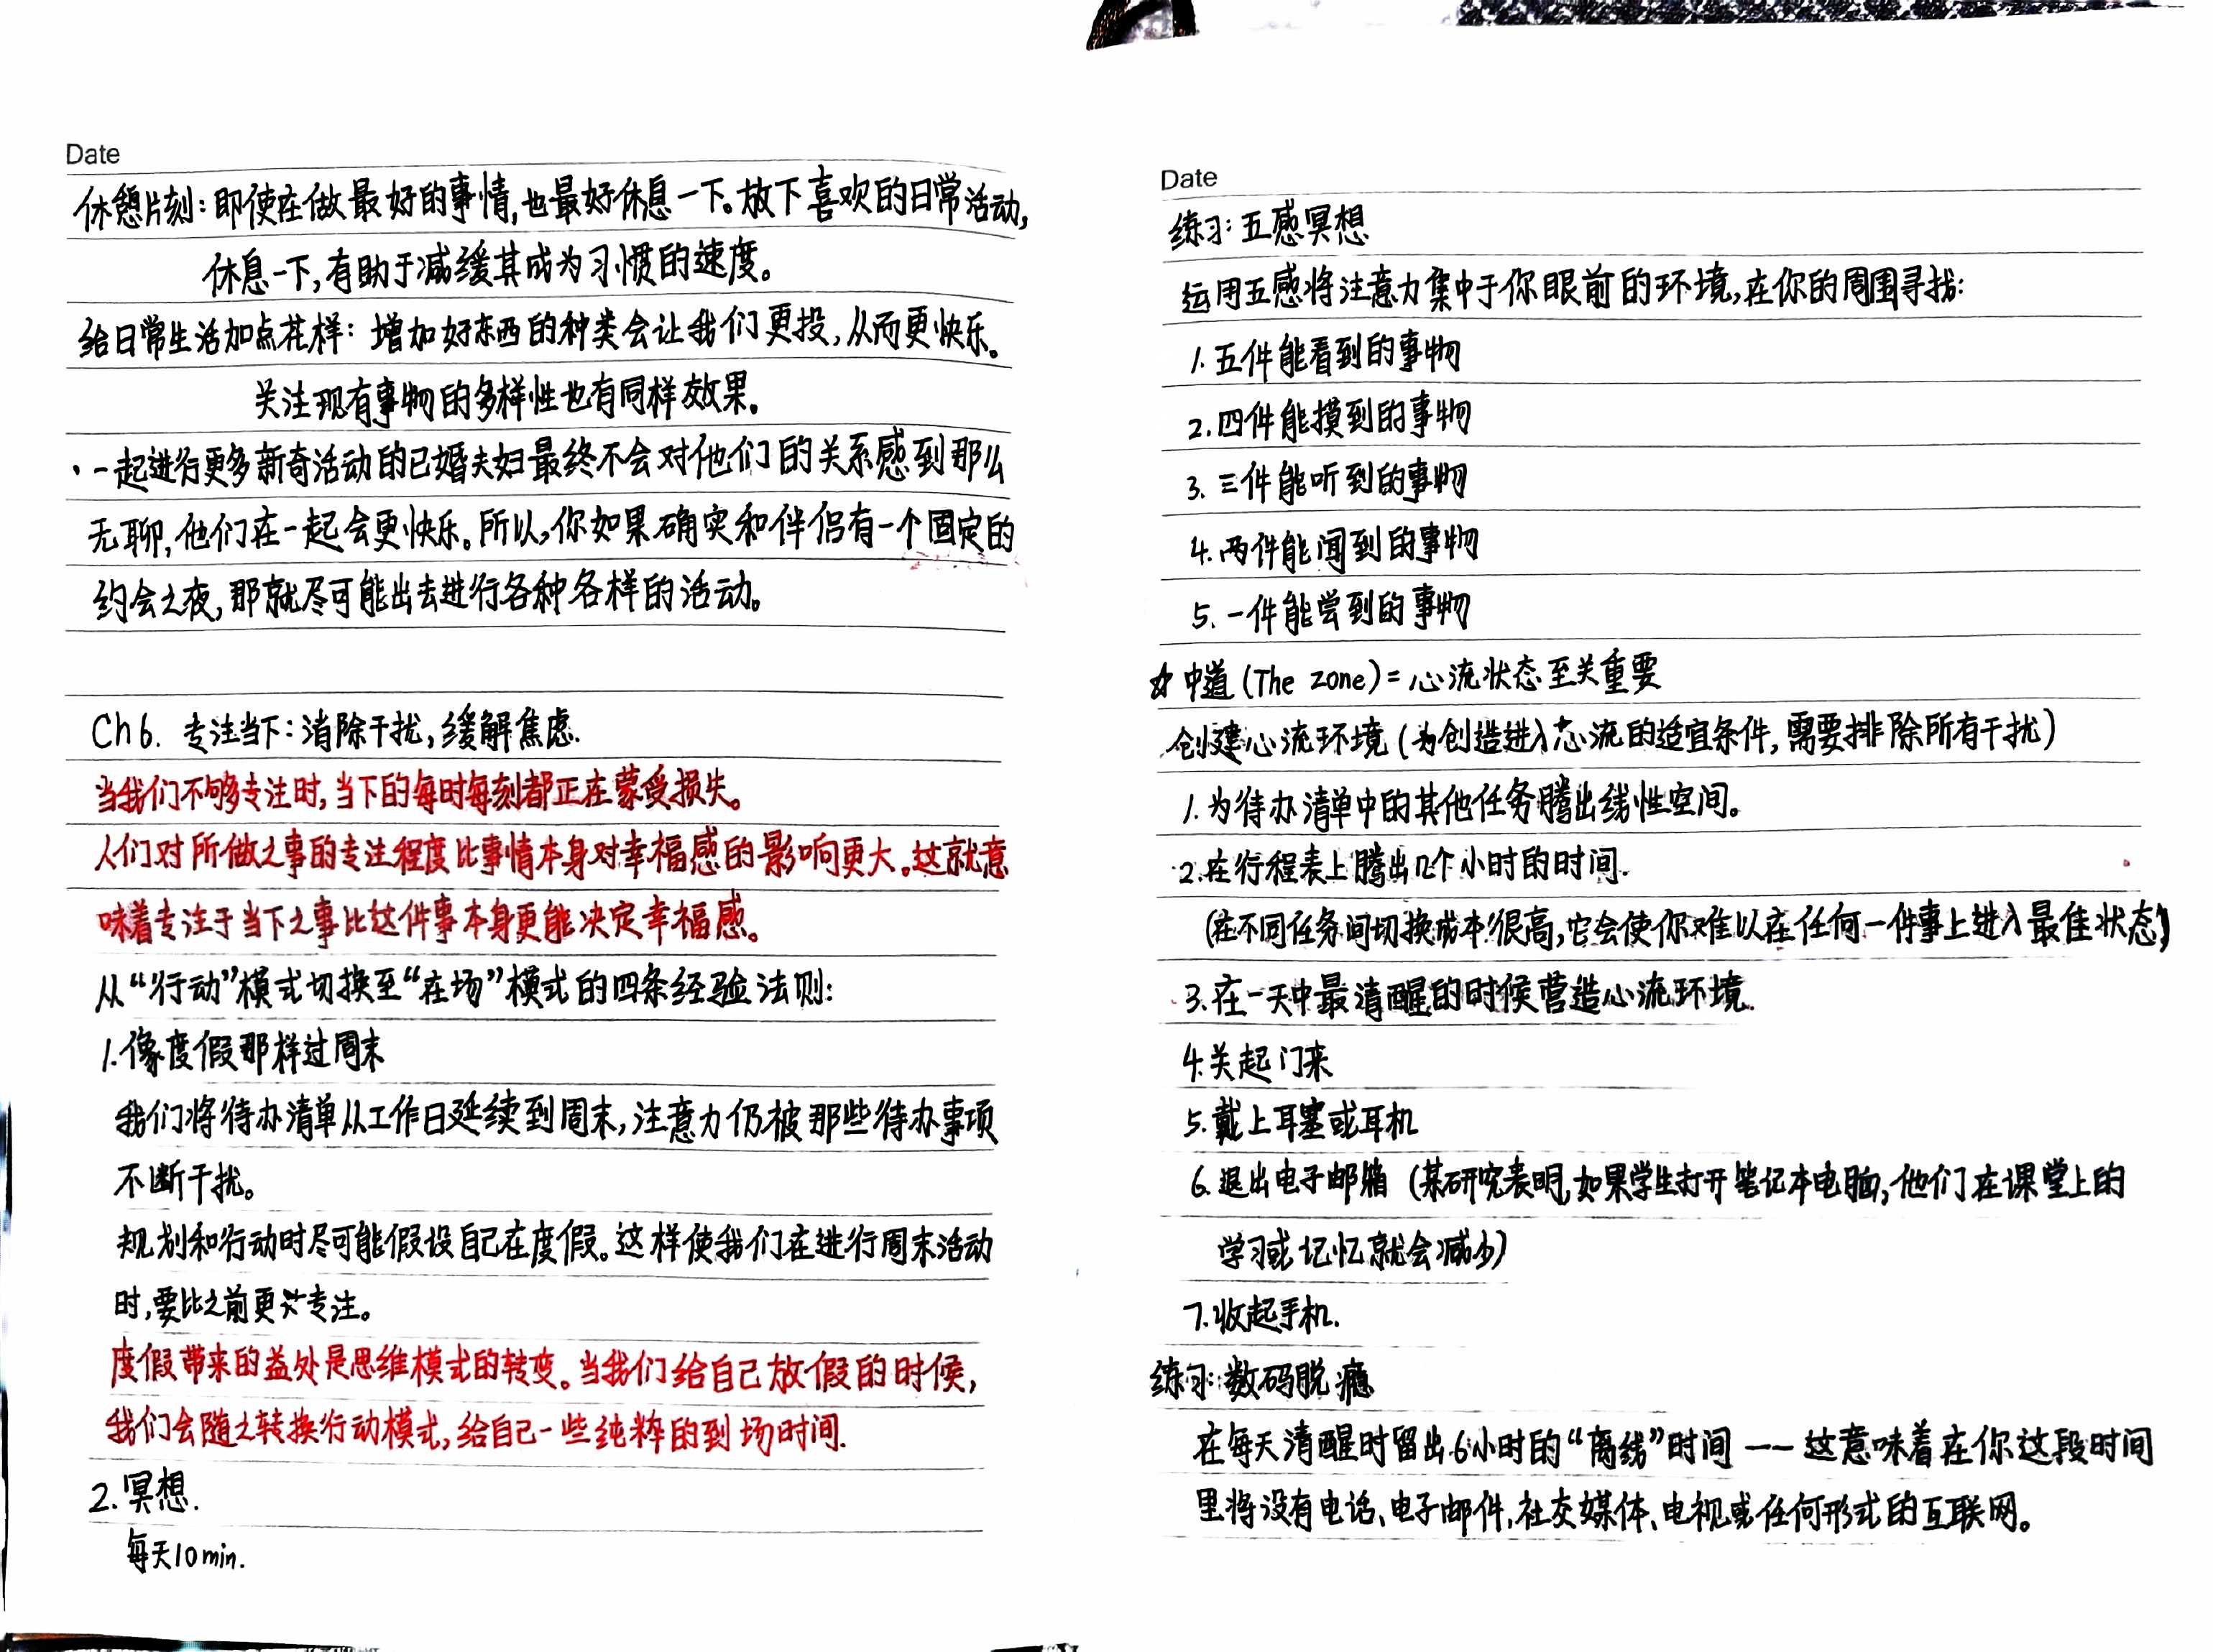 Date
休憩片刻：即使在做最好的事情，也最好休息一下。放下喜欢的日常活动，
休息一下，有助于减缓其成为习惯的速度。
给日常生活加点花样：增加好东西的种类会让我们更投，从而更快乐。
关注现有事物的多样性也有同样效果。
·一起进行更多新奇活动的已婚夫妇最终不会对他们的关系感到那么
无聊，他们在一起会更快乐。所以，你如果确实和伴侣有一个固定的
约会之夜，那就尽可能出去进行各种各样的活动。
Ch6. 专注当下：消除干扰，缓解焦虑.
当我们不够专注时，当下的每时每刻都正在蒙受损失。
人们对所做之事的专注程度比事情本身对幸福感的影响更大。这就意
味着专注于当下之事比这件事本身更能决定幸福感。
从“行动”模式切换至“在场”模式的四条经验法则：
1.像度假那样过周末
我们将待办清单从工作日延续到周末，注意力仍被那些待办事项
不断干扰。
规划和行动时尽可能假设自己在度假。这样使我们在进行周末活动
时，要比之前更专注。
度假带来的益处是思维模式的转变。当我们给自己放假的时候，
我们会随之转换行动模式，给自己一些纯粹的到场时间.
2.冥想.
每天10min.
Date
练习：五感冥想
运用五感将注意力集中于你眼前的环境，在你的周围寻找：
1.五件能看到的事物
2.四件能摸到的事物
3.三件能听到的事物
4.两件能闻到的事物
5.一件能尝到的事物
☆中道(The zone)=心流状态至关重要
创建心流环境(为创造进入心流的适宜条件，需要排除所有干扰)
1.为待办清单中的其他任务腾出线性空间。
2.在行程表上腾出几个小时的时间.
(在不同任务间切换成本很高，它会使你难以在任何一件事上进入最佳状态)
3.在一天中最清醒的时候营造心流环境.
4.关起门来
5.戴上耳塞或耳机
6.退出电子邮箱 (某研究表明，如果学生打开笔记本电脑，他们在课堂上的
学习或记忆就会减少)
7.收起手机.
练习：数码脱瘾
在每天清醒时留出6小时的“离线”时间——这意味着在你这段时间
里将没有电话、电子邮件，社交媒体、电视或任何形式的互联网。